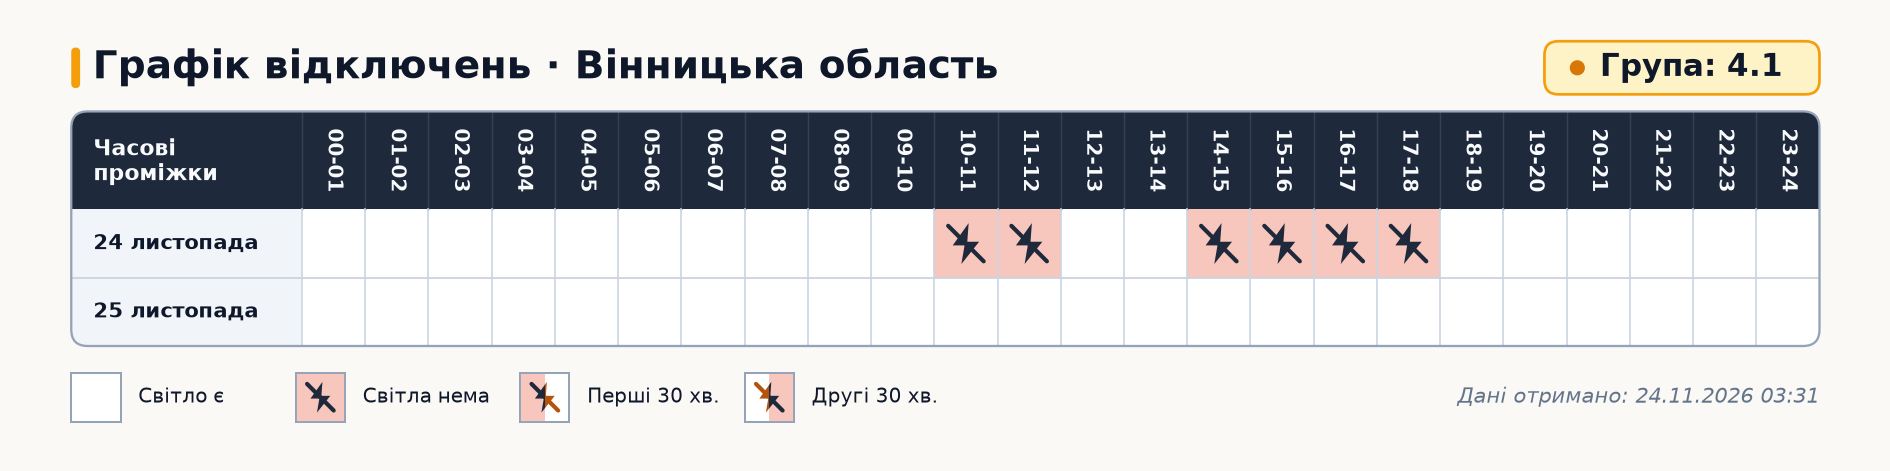 Графік відключень · Вінницька область
Група: 4.1
Часові
проміжки
00-01
01-02
02-03
03-04
04-05
05-06
06-07
07-08
08-09
09-10
10-11
11-12
12-13
13-14
14-15
15-16
16-17
17-18
18-19
19-20
20-21
21-22
22-23
23-24
24 листопада
25 листопада
Світло є
Світла нема
Перші 30 хв.
Другі 30 хв.
Дані отримано: 24.11.2026 03:31